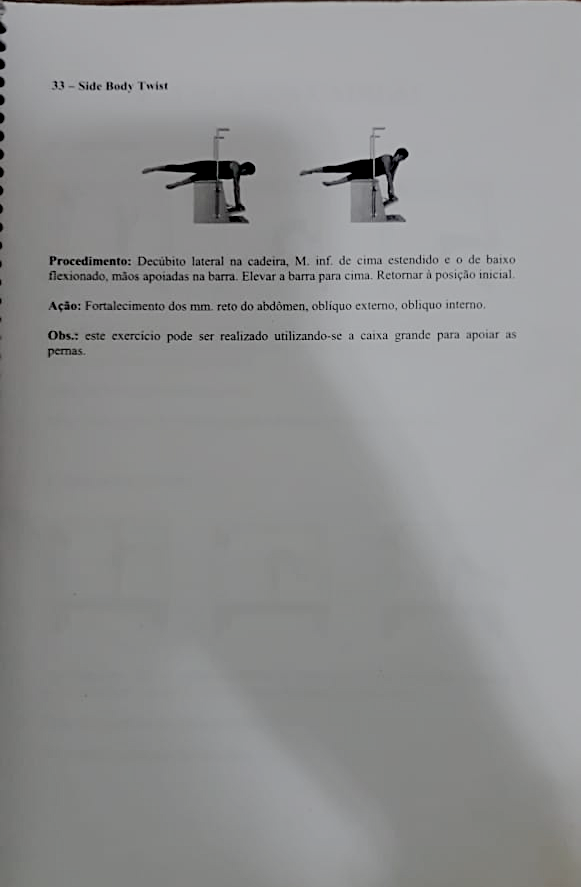 33 – Side Body Twist
Procedimento: Decúbito lateral na cadeira, M. inf. de cima estendido e o de baixo
flexionado, mãos apoiadas na barra. Elevar a barra para cima. Retornar à posição inicial.
Ação: Fortalecimento dos mm. reto do abdômen, oblíquo externo, oblíquo interno.
Obs.: este exercício pode ser realizado utilizando-se a caixa grande para apoiar as
pernas.